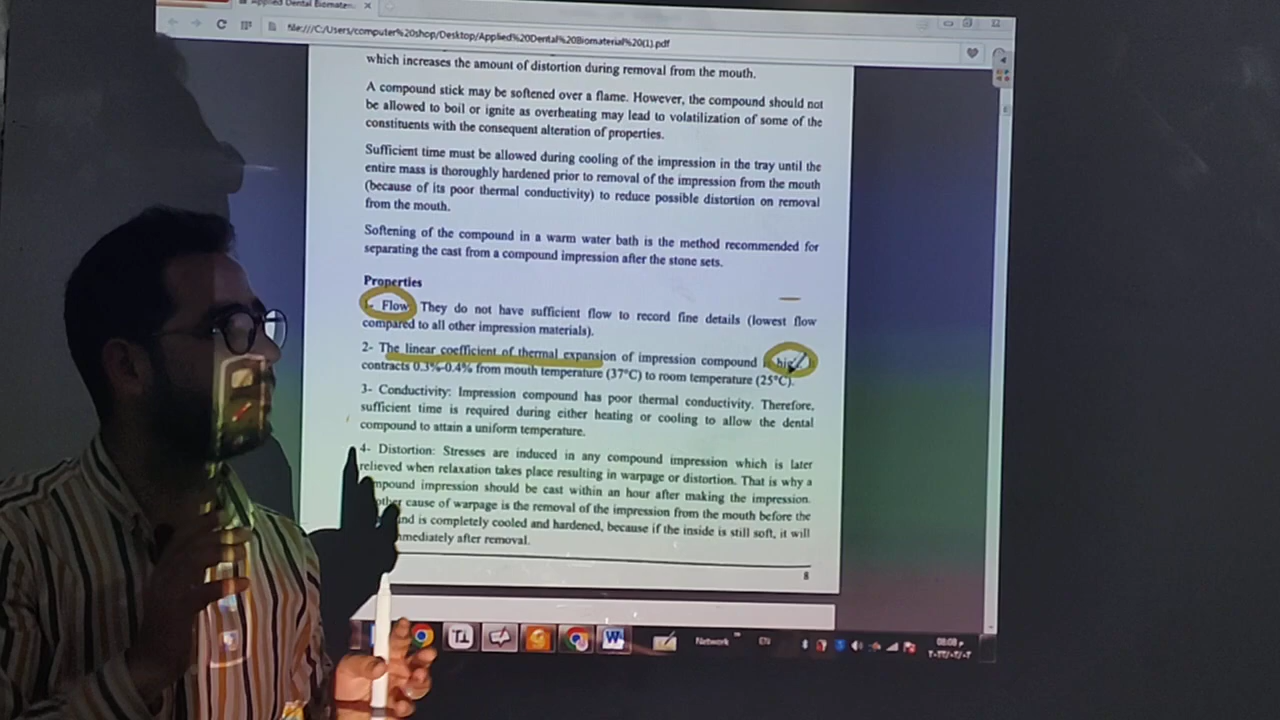 Applied Dental Biomater...
file:///C:/Users/computer%20shop/Desktop/Applied%20Dental%20Biomaterial%20(1).pdf
which increases the amount of distortion during removal from the mouth.
A compound stick may be softened over a flame. However, the compound should not
be allowed to boil or ignite as overheating may lead to volatilization of some of the
constituents with the consequent alteration of properties.
Sufficient time must be allowed during cooling of the impression in the tray until the
entire mass is thoroughly hardened prior to removal of the impression from the mouth
(because of its poor thermal conductivity) to reduce possible distortion on removal
from the mouth.
Softening of the compound in a warm water bath is the method recommended for
separating the cast from a compound impression after the stone sets.
Properties
1- Flow: They do not have sufficient flow to record fine details (lowest flow
compared to all other impression materials).
2- The linear coefficient of thermal expansion of impression compound
contracts 0.3%-0.4% from mouth temperature (37°C) to room temperature (25°C).
3- Conductivity: Impression compound has poor thermal conductivity. Therefore,
sufficient time is required during either heating or cooling to allow the dental
compound to attain a uniform temperature.
4- Distortion: Stresses are induced in any compound impression which is later
relieved when relaxation takes place resulting in warpage or distortion. That is why a
mpound impression should be cast within an hour after making the impression.
other cause of warpage is the removal of the impression from the mouth before the
und is completely cooled and hardened, because if the inside is still soft, it will
mmediately after removal.
8
Network
EN
08:08 م